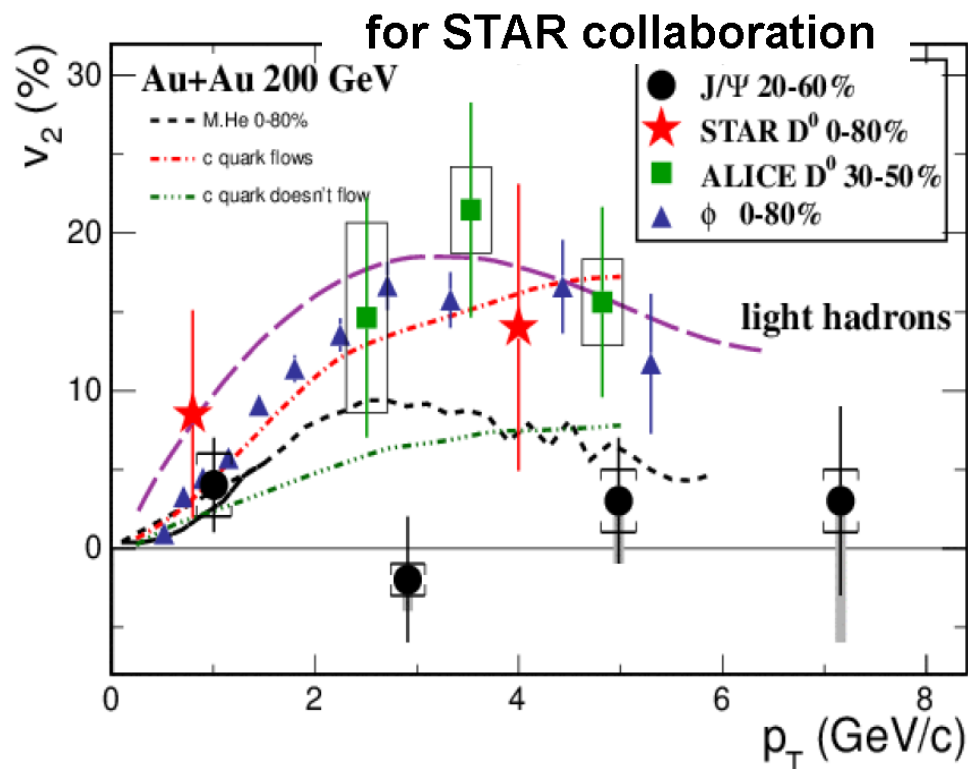 for STAR collaboration
Au+Au 200 GeV
M.He 0-80%
c quark flows
c quark doesn't flow
J/Ψ 20-60%
STAR D⁰ 0-80%
ALICE D⁰ 30-50%
ϕ 0-80%
light hadrons
v₂ (%)
30
20
10
0
0 2 4 6 8
p_T (GeV/c)